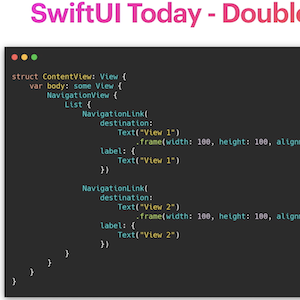 SwiftUI Today - Double
struct ContentView: View {
    var body: some View {
        NavigationView {
            List {
                NavigationLink(
                    destination:
                        Text("View 1")
                            .frame(width: 100, height: 100, alignm
                    label: {
                        Text("View 1")
                    })

                NavigationLink(
                    destination:
                        Text("View 2")
                            .frame(width: 100, height: 100, alignm
                    label: {
                        Text("View 2")
                    })
            }
        }
    }
}